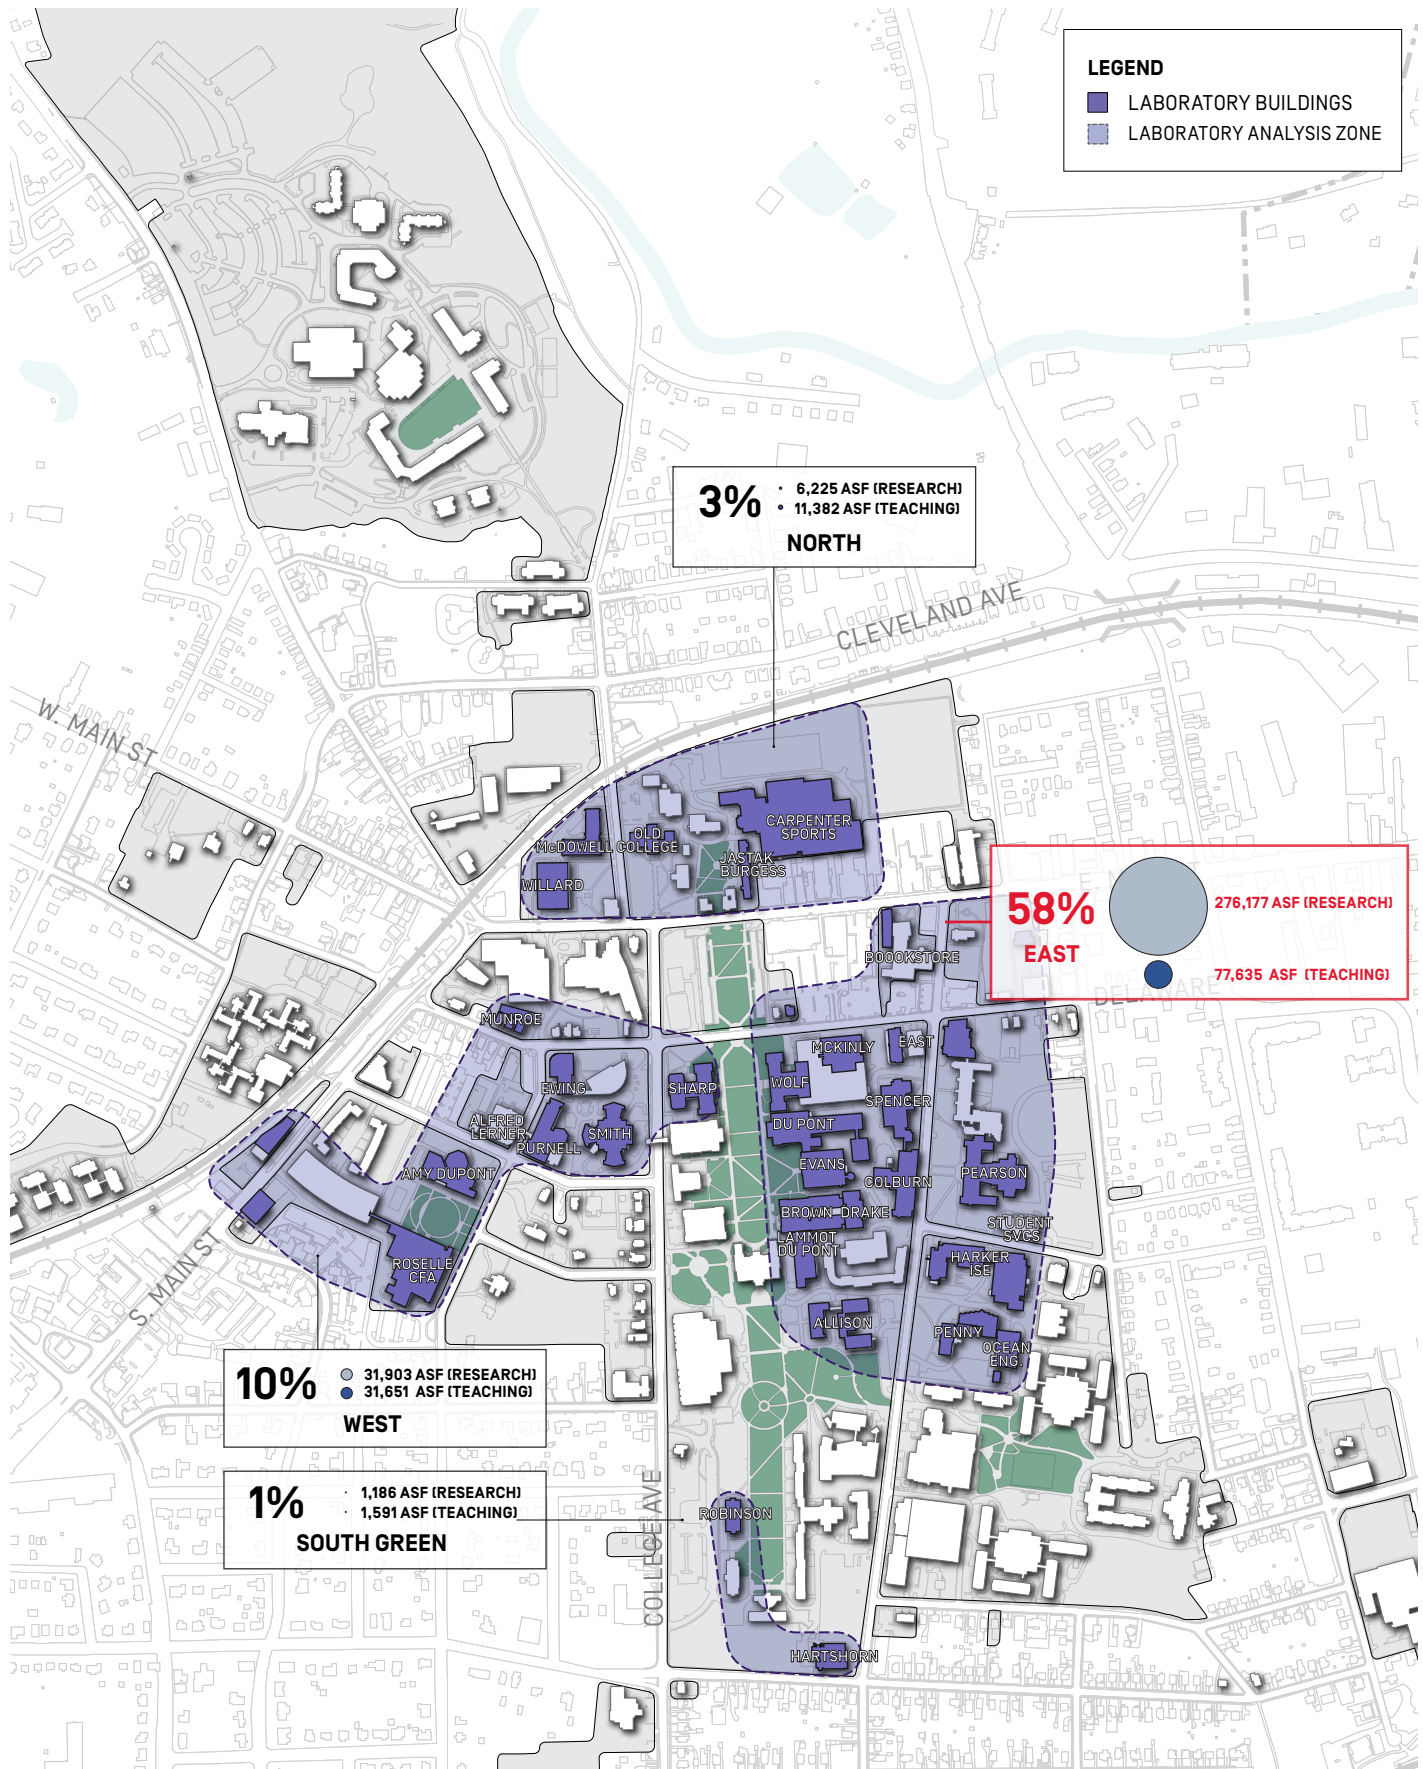 LEGEND
LABORATORY BUILDINGS
LABORATORY ANALYSIS ZONE
3%
6,225 ASF (RESEARCH)
11,382 ASF (TEACHING)
NORTH
CLEVELAND AVE
W. MAIN ST
OLD
McDOWELL COLLEGE
CARPENTER
SPORTS
JASTAK
BURGESS
WILLARD
58%
EAST
276,177 ASF (RESEARCH)
77,635 ASF (TEACHING)
BOOOKSTORE
DELAWARE
MUNROE
MCKINLY
EAST
EWING
SHARP
WOLF
SPENCER
ALFRED
LERNER
PURNELL
SMITH
DU PONT
AMY DUPONT
EVANS
COLBURN
PEARSON
BROWN
DRAKE
STUDENT
SVCS
LAMMOT
DU PONT
ROSELLE
CFA
HARKER
ISE
S. MAIN ST
ALLISON
PENNY
OCEAN
ENG.
10%
31,903 ASF (RESEARCH)
31,651 ASF (TEACHING)
WEST
1%
1,186 ASF (RESEARCH)
1,591 ASF (TEACHING)
SOUTH GREEN
COLLEGE AVE
ROBINSON
HARTSHORN